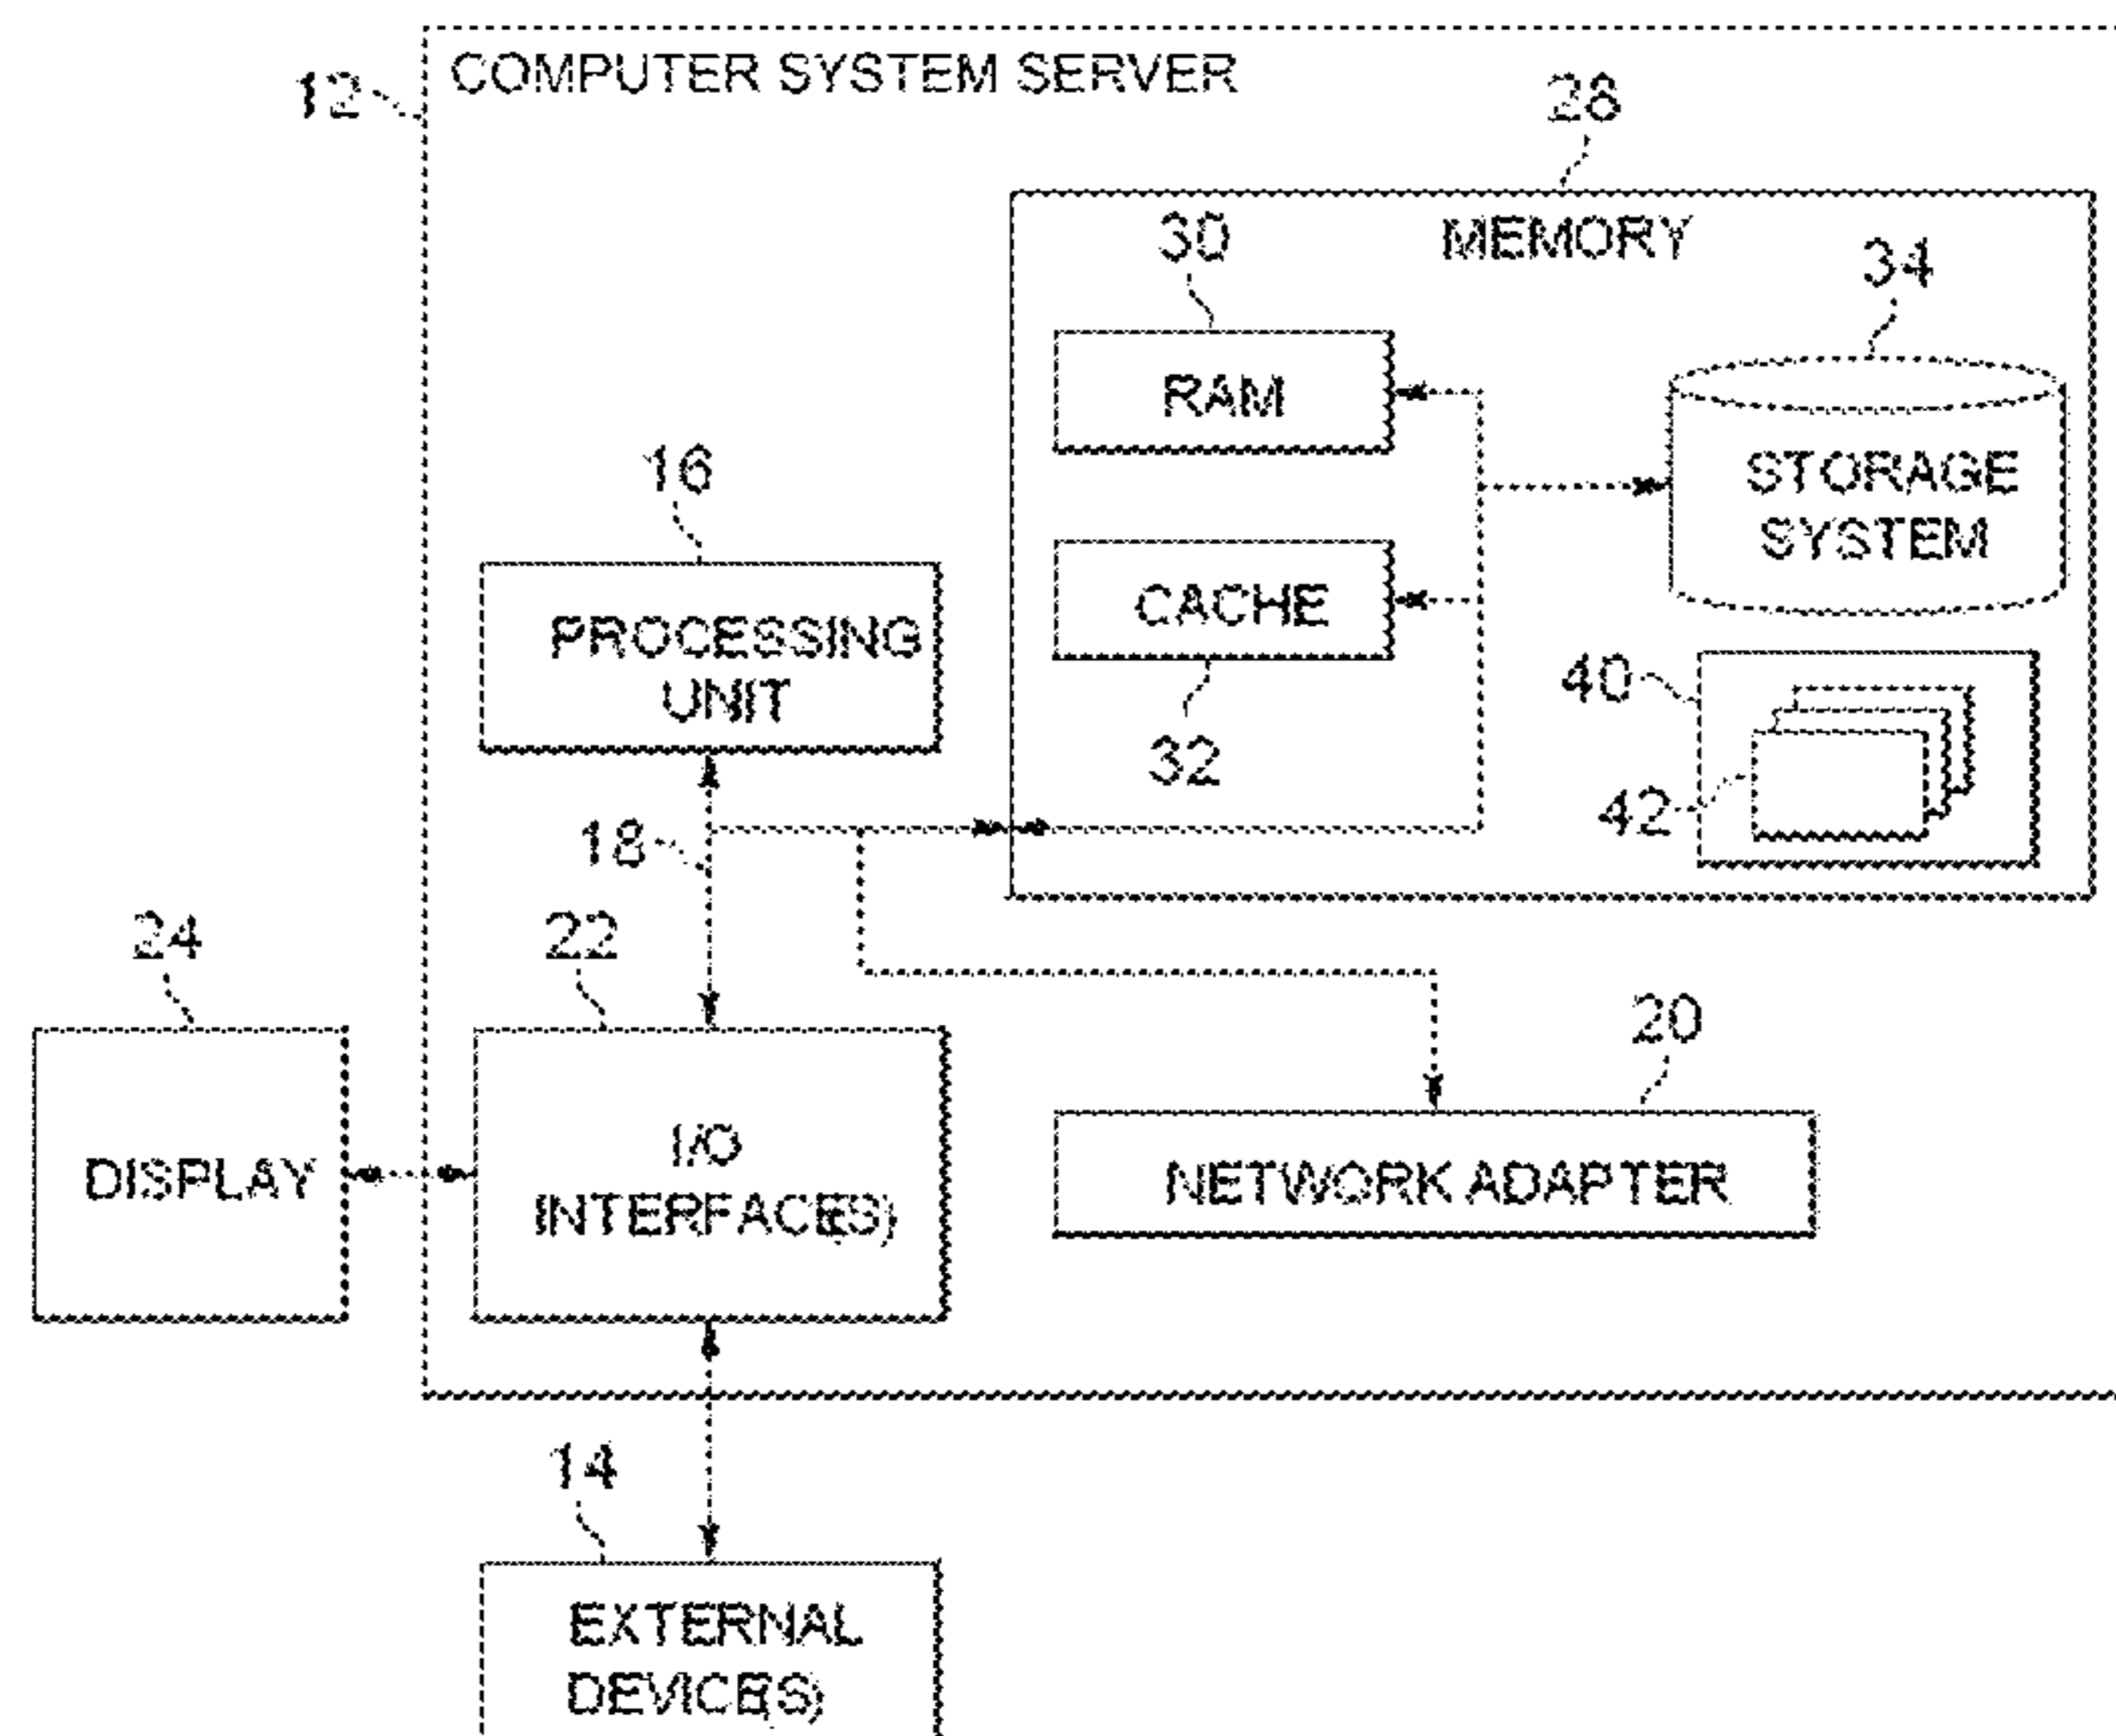 COMPUTER SYSTEM SERVER
12
28
MEMORY
30
34
RAM
16
STORAGE
SYSTEM
PROCESSING
UNIT
CACHE
40
32
42
18
24
22
20
DISPLAY
I/O
INTERFACE(S)
NETWORK ADAPTER
14
EXTERNAL
DEVICE(S)